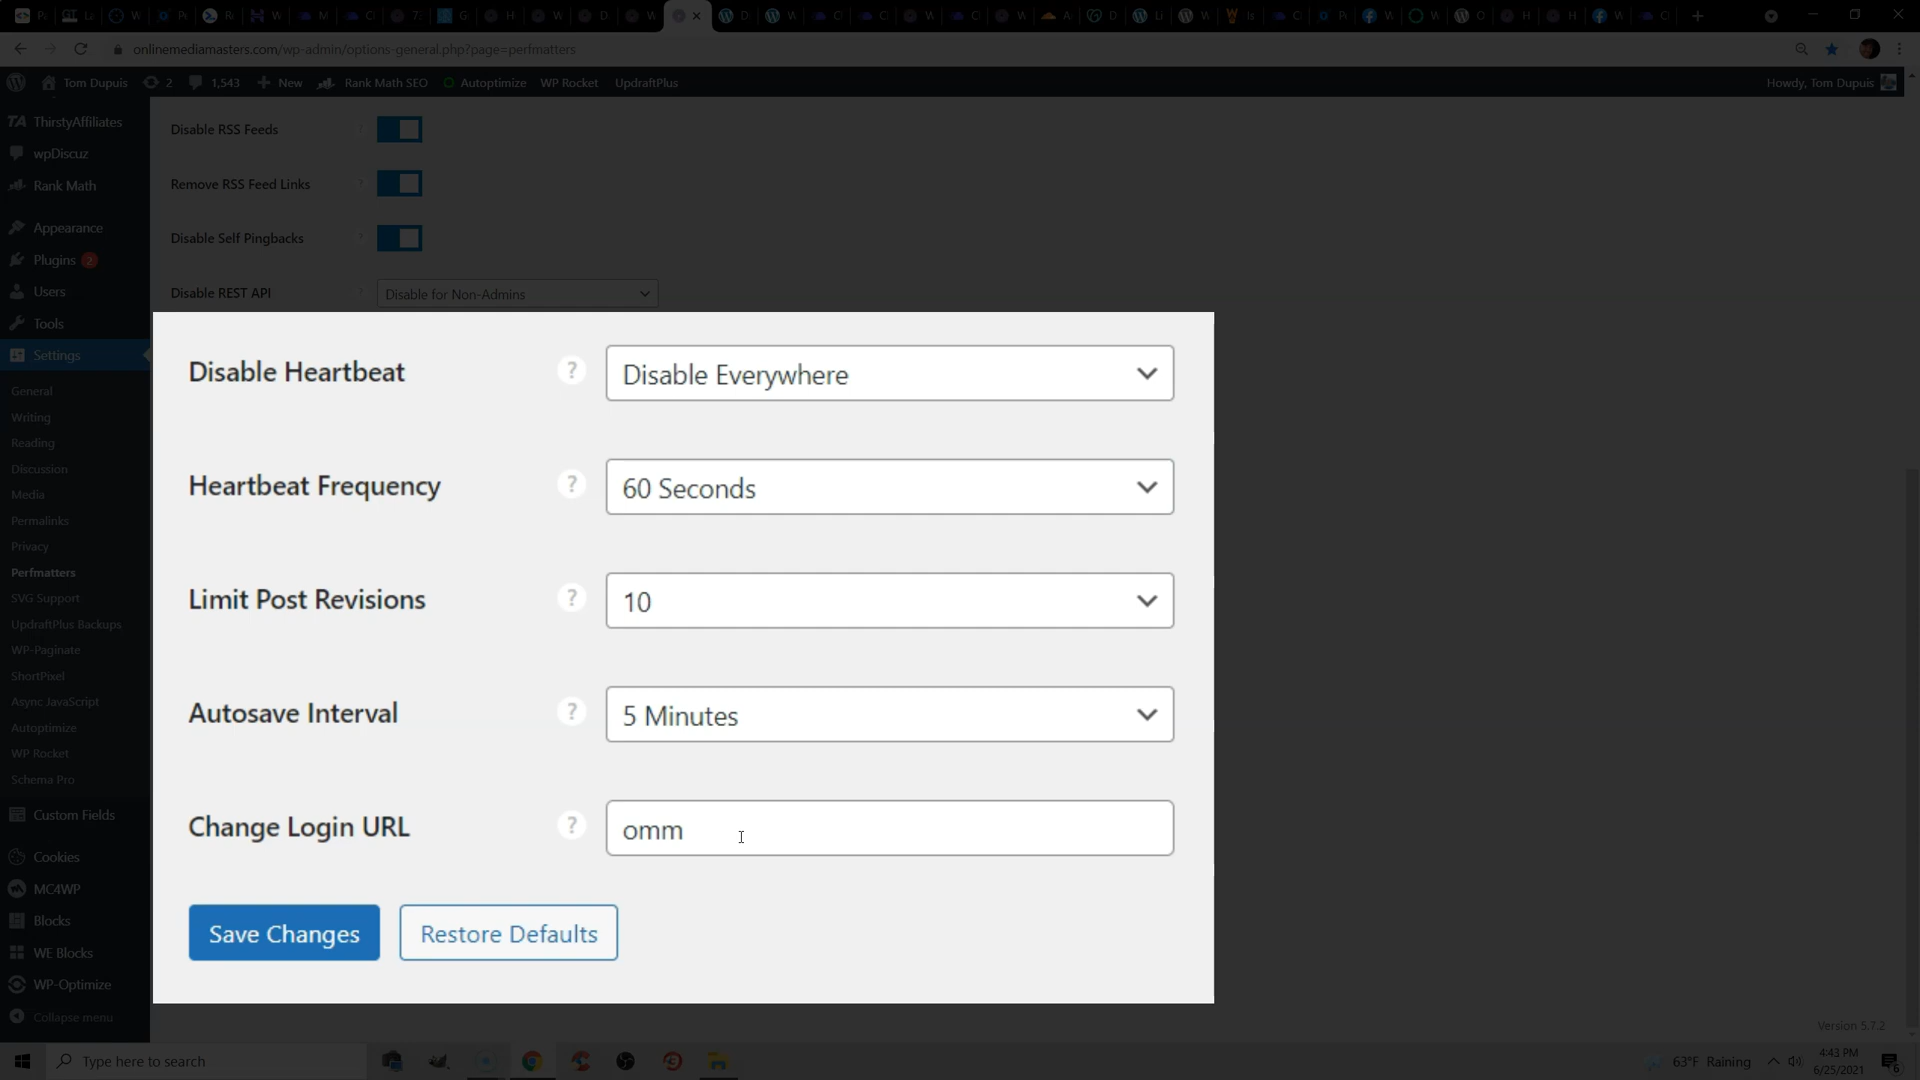 onlinemediamasters.com/wp-admin/options-general.php?page=perfmatters
Tom Dupuis 2 1,543 New Rank Math SEO Autoptimize WP Rocket UpdraftPlus Howdy, Tom Dupuis
ThirstyAffiliates
wpDiscuz
Rank Math
Appearance
Plugins 2
Users
Tools
Settings
General
Writing
Reading
Discussion
Media
Permalinks
Privacy
Perfmatters
SVG Support
UpdraftPlus Backups
WP-Paginate
ShortPixel
Async JavaScript
Autoptimize
WP Rocket
Schema Pro
Custom Fields
Cookies
MC4WP
Blocks
WE Blocks
WP-Optimize
Collapse menu
Disable RSS Feeds
Remove RSS Feed Links
Disable Self Pingbacks
Disable REST API Disable for Non-Admins
Disable Heartbeat ? Disable Everywhere
Heartbeat Frequency ? 60 Seconds
Limit Post Revisions ? 10
Autosave Interval ? 5 Minutes
Change Login URL ? omm
Save Changes Restore Defaults
Version 5.7.2
Type here to search
63°F Raining
4:43 PM
6/25/2021
6